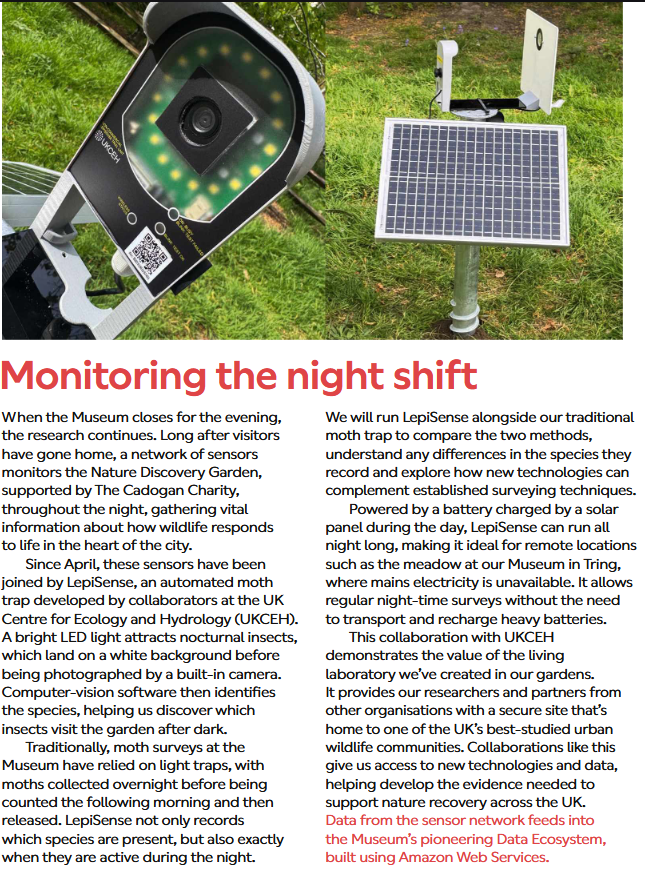 UKCEH
Monitoring the night shift
When the Museum closes for the evening,
the research continues. Long after visitors
have gone home, a network of sensors
monitors the Nature Discovery Garden,
supported by The Cadogan Charity,
throughout the night, gathering vital
information about how wildlife responds
to life in the heart of the city.
Since April, these sensors have been
joined by LepiSense, an automated moth
trap developed by collaborators at the UK
Centre for Ecology and Hydrology (UKCEH).
A bright LED light attracts nocturnal insects,
which land on a white background before
being photographed by a built-in camera.
Computer-vision software then identifies
the species, helping us discover which
insects visit the garden after dark.
Traditionally, moth surveys at the
Museum have relied on light traps, with
moths collected overnight before being
counted the following morning and then
released. LepiSense not only records
which species are present, but also exactly
when they are active during the night.
We will run LepiSense alongside our traditional
moth trap to compare the two methods,
understand any differences in the species they
record and explore how new technologies can
complement established surveying techniques.
Powered by a battery charged by a solar
panel during the day, LepiSense can run all
night long, making it ideal for remote locations
such as the meadow at our Museum in Tring,
where mains electricity is unavailable. It allows
regular night-time surveys without the need
to transport and recharge heavy batteries.
This collaboration with UKCEH
demonstrates the value of the living
laboratory we've created in our gardens.
It provides our researchers and partners from
other organisations with a secure site that's
home to one of the UK's best-studied urban
wildlife communities. Collaborations like this
give us access to new technologies and data,
helping develop the evidence needed to
support nature recovery across the UK.
Data from the sensor network feeds into
the Museum's pioneering Data Ecosystem,
built using Amazon Web Services.